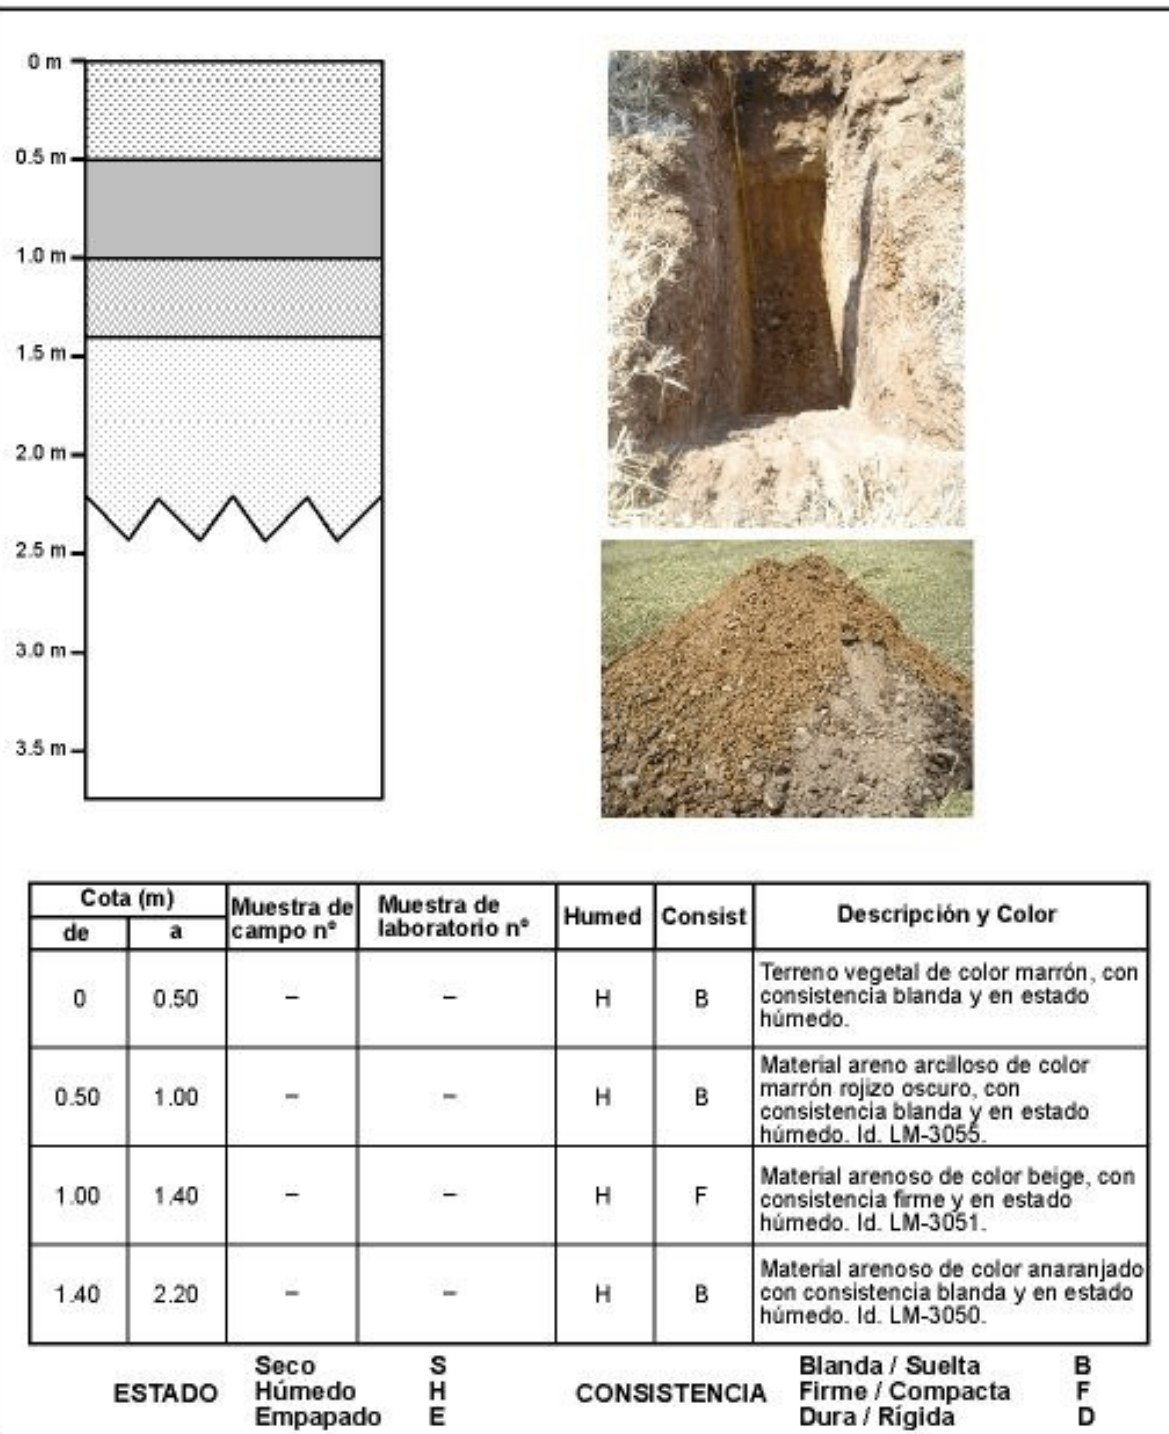 0 m
0.5 m
1.0 m
1.5 m
2.0 m
2.5 m
3.0 m
3.5 m
Cota (m)
de
a
Muestra de
campo nº
Muestra de
laboratorio nº
Humed
Consist
Descripción y Color
0
0.50
–
–
H
B
Terreno vegetal de color marrón, con
consistencia blanda y en estado
húmedo.
0.50
1.00
–
–
H
B
Material areno arcilloso de color
marrón rojizo oscuro, con
consistencia blanda y en estado
húmedo. Id. LM-3055.
1.00
1.40
–
–
H
F
Material arenoso de color beige, con
consistencia firme y en estado
húmedo. Id. LM-3051.
1.40
2.20
–
–
H
B
Material arenoso de color anaranjado
con consistencia blanda y en estado
húmedo. Id. LM-3050.
ESTADO
Seco S
Húmedo H
Empapado E
CONSISTENCIA
Blanda / Suelta B
Firme / Compacta F
Dura / Rígida D